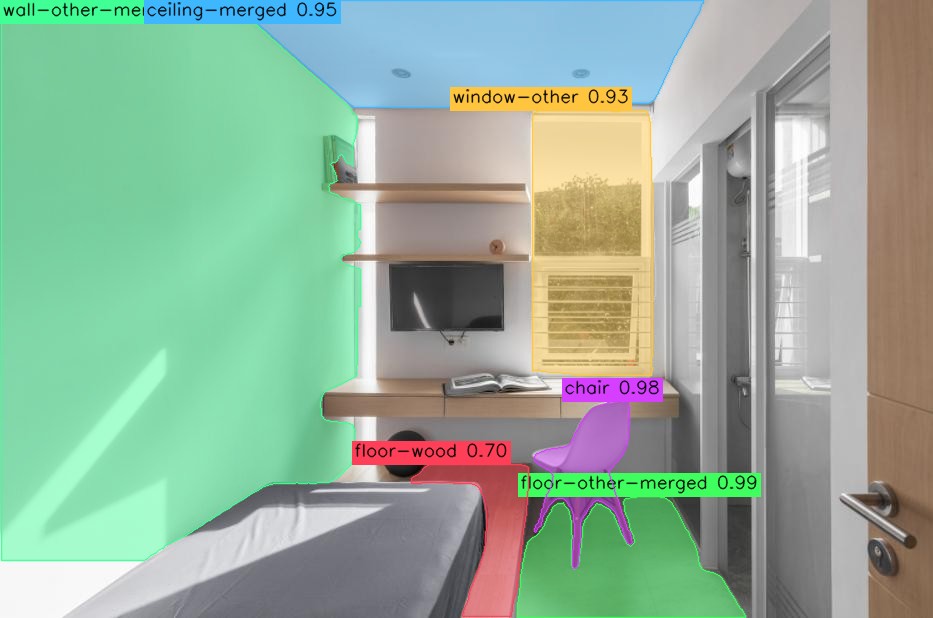 wall-other-me
ceiling-merged 0.95
window-other 0.93
chair 0.98
floor-wood 0.70
floor-other-merged 0.99